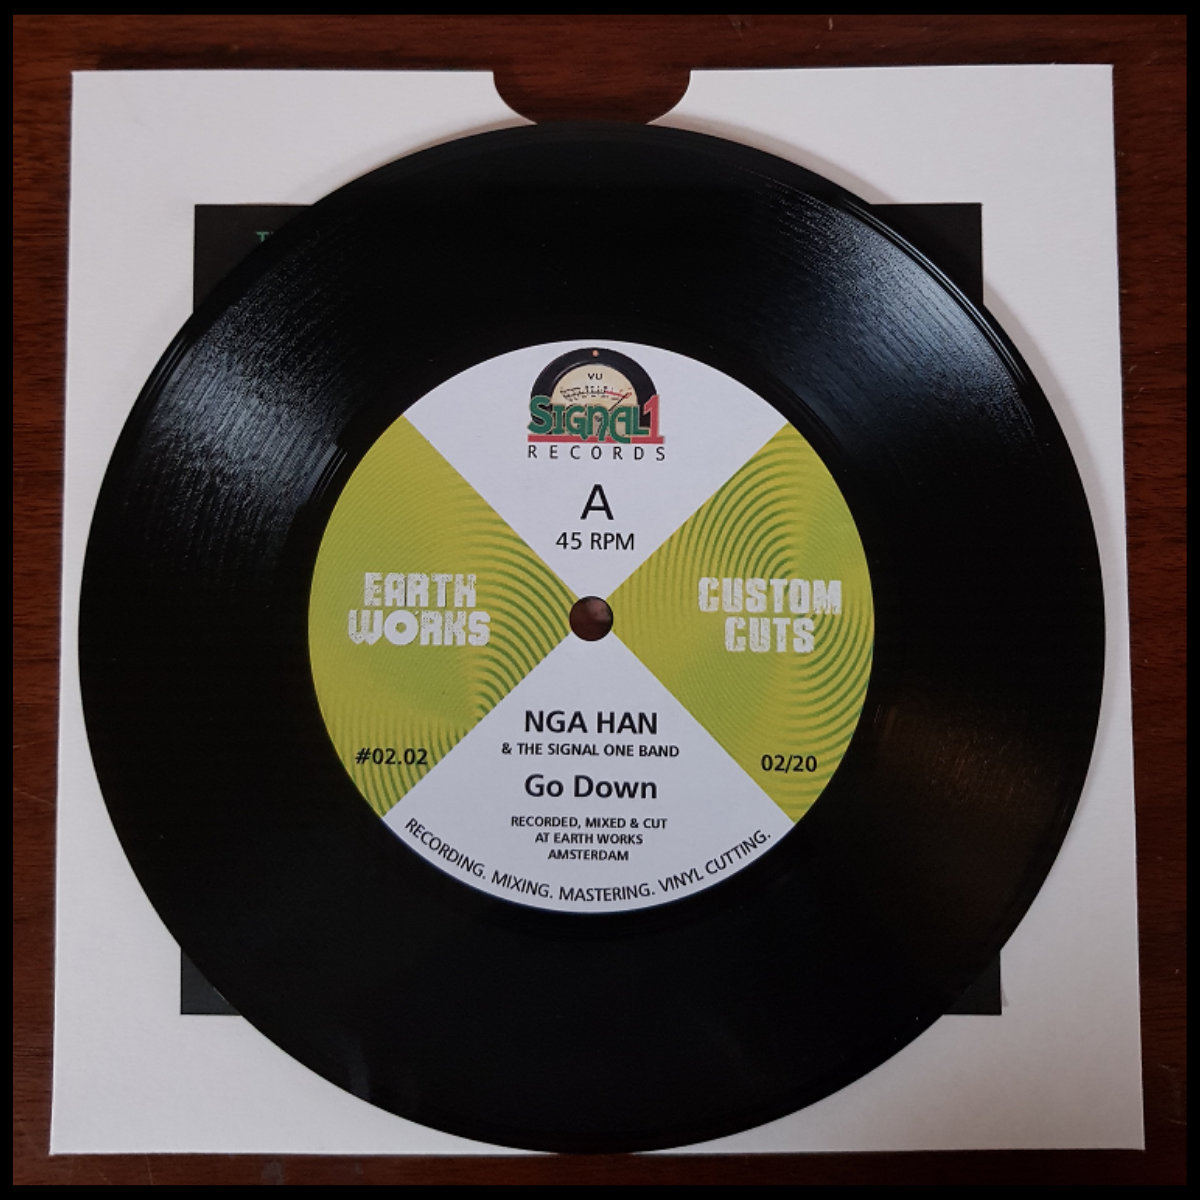 VU
SIGNAL1
RECORDS
A
45 RPM
EARTH
WORKS
CUSTOM
CUTS
NGA HAN
& THE SIGNAL ONE BAND
#02.02
02/20
Go Down
RECORDED, MIXED & CUT
AT EARTH WORKS
AMSTERDAM
RECORDING. MIXING. MASTERING. VINYL CUTTING.